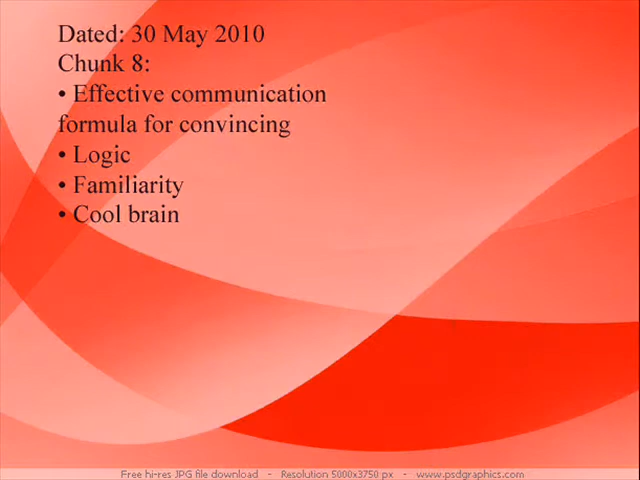 Dated: 30 May 2010
Chunk 8:
• Effective communication
formula for convincing
• Logic
• Familiarity
• Cool brain
Free hi-res JPG file download - Resolution 5000x3750 px - www.psdgraphics.com